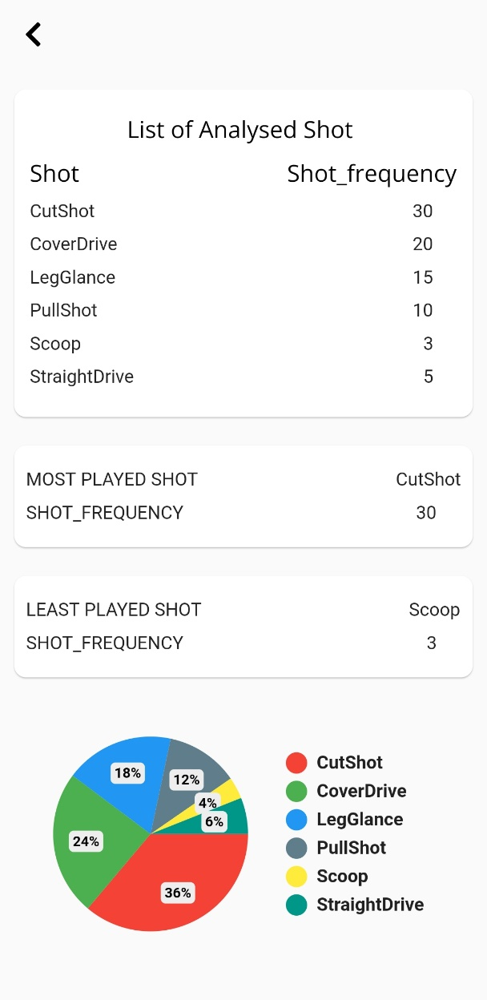 List of Analysed Shot
Shot Shot_frequency
CutShot 30
CoverDrive 20
LegGlance 15
PullShot 10
Scoop 3
StraightDrive 5
MOST PLAYED SHOT CutShot
SHOT_FREQUENCY 30
LEAST PLAYED SHOT Scoop
SHOT_FREQUENCY 3
18%
12%
4%
6%
24%
36%
CutShot
CoverDrive
LegGlance
PullShot
Scoop
StraightDrive